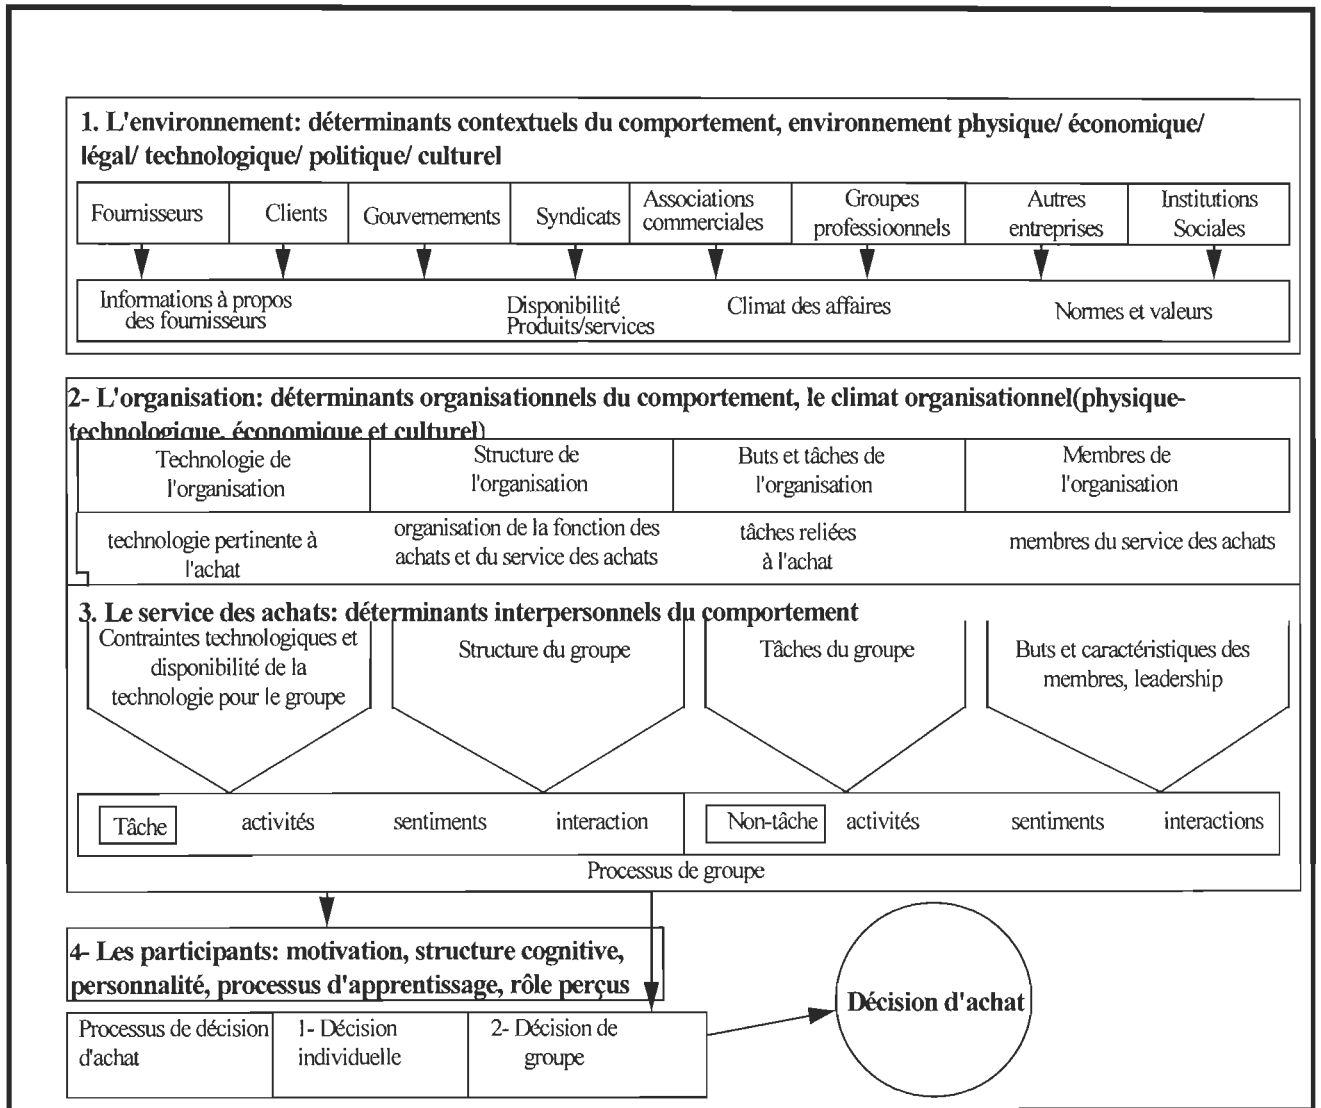 1. L'environnement: déterminants contextuels du comportement, environnement physique/ économique/
légal/ technologique/ politique/ culturel
Fournisseurs
Clients
Gouvernements
Syndicats
Associations
commerciales
Groupes
professioonnels
Autres
entreprises
Institutions
Sociales
Informations à propos
des fournisseurs
Disponibilité
Produits/services
Climat des affaires
Normes et valeurs
2- L'organisation: déterminants organisationnels du comportement, le climat organisationnel(physique-
technologique, économique et culturel)
Technologie de
l'organisation
Structure de
l'organisation
Buts et tâches de
l'organisation
Membres de
l'organisation
technologie pertinente à
l'achat
organisation de la fonction des
achats et du service des achats
tâches reliées
à l'achat
membres du service des achats
3. Le service des achats: déterminants interpersonnels du comportement
Contraintes technologiques et
disponibilité de la
technologie pour le groupe
Structure du groupe
Tâches du groupe
Buts et caractéristiques des
membres, leadership
Tâche
activités
sentiments
interaction
Non-tâche
activités
sentiments
interactions
Processus de groupe
4- Les participants: motivation, structure cognitive,
personnalité, processus d'apprentissage, rôle perçus
Processus de décision
d'achat
1- Décision
individuelle
2- Décision de
groupe
Décision d'achat